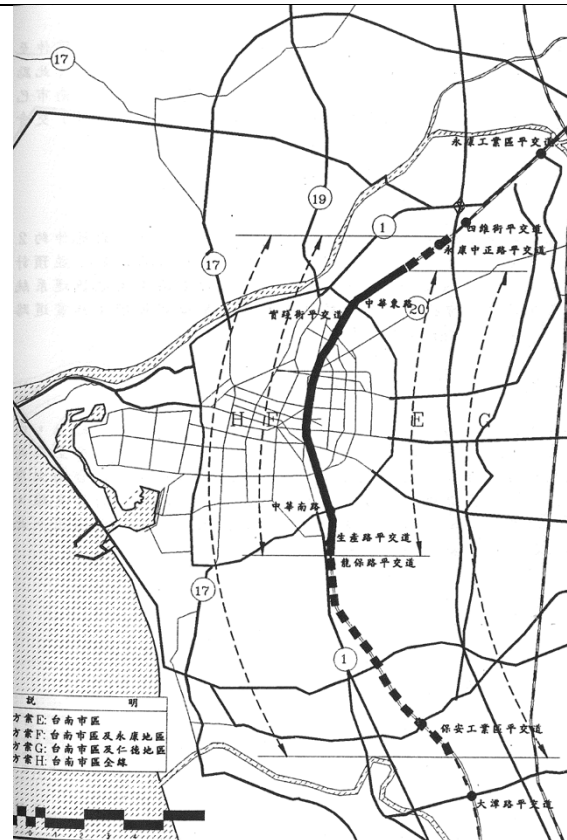 17
永康工業區平交道
19
1
四維街平交道
永康中正路平交道
17
中華東路
20
實踐街平交道
H
F
E
G
中華南路
生產路平交道
龍保路平交道
17
1
說 明
方案E: 台南市區
方案F: 台南市區及永康地區
方案G: 台南市區及仁德地區
方案H: 台南市區全線
保安工業區平交道
大潭路平交道